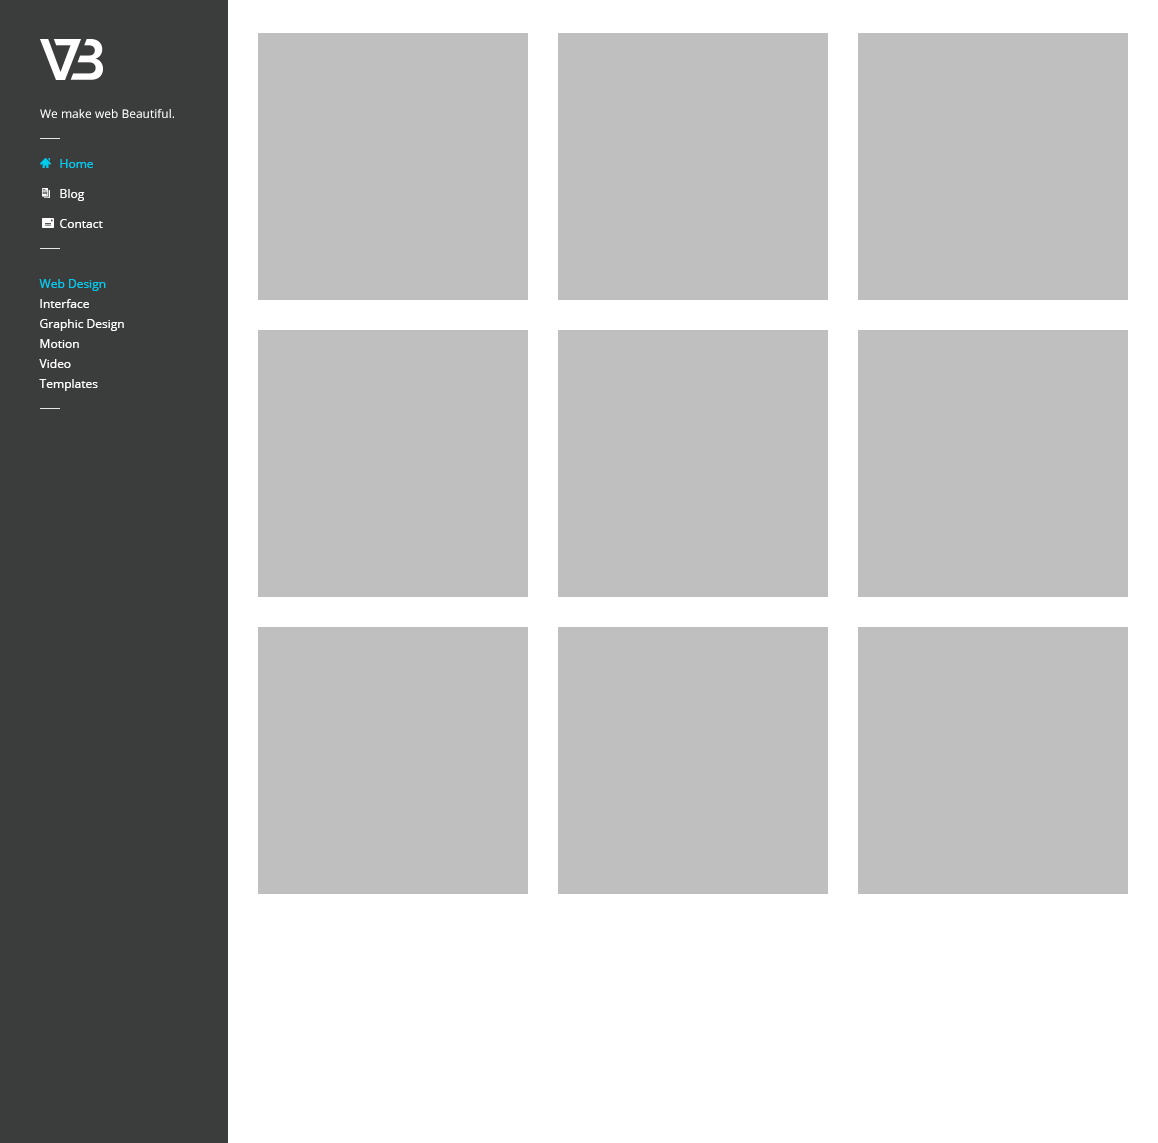 VB
We make web Beautiful.
Home
Blog
Contact
Web Design
Interface
Graphic Design
Motion
Video
Templates